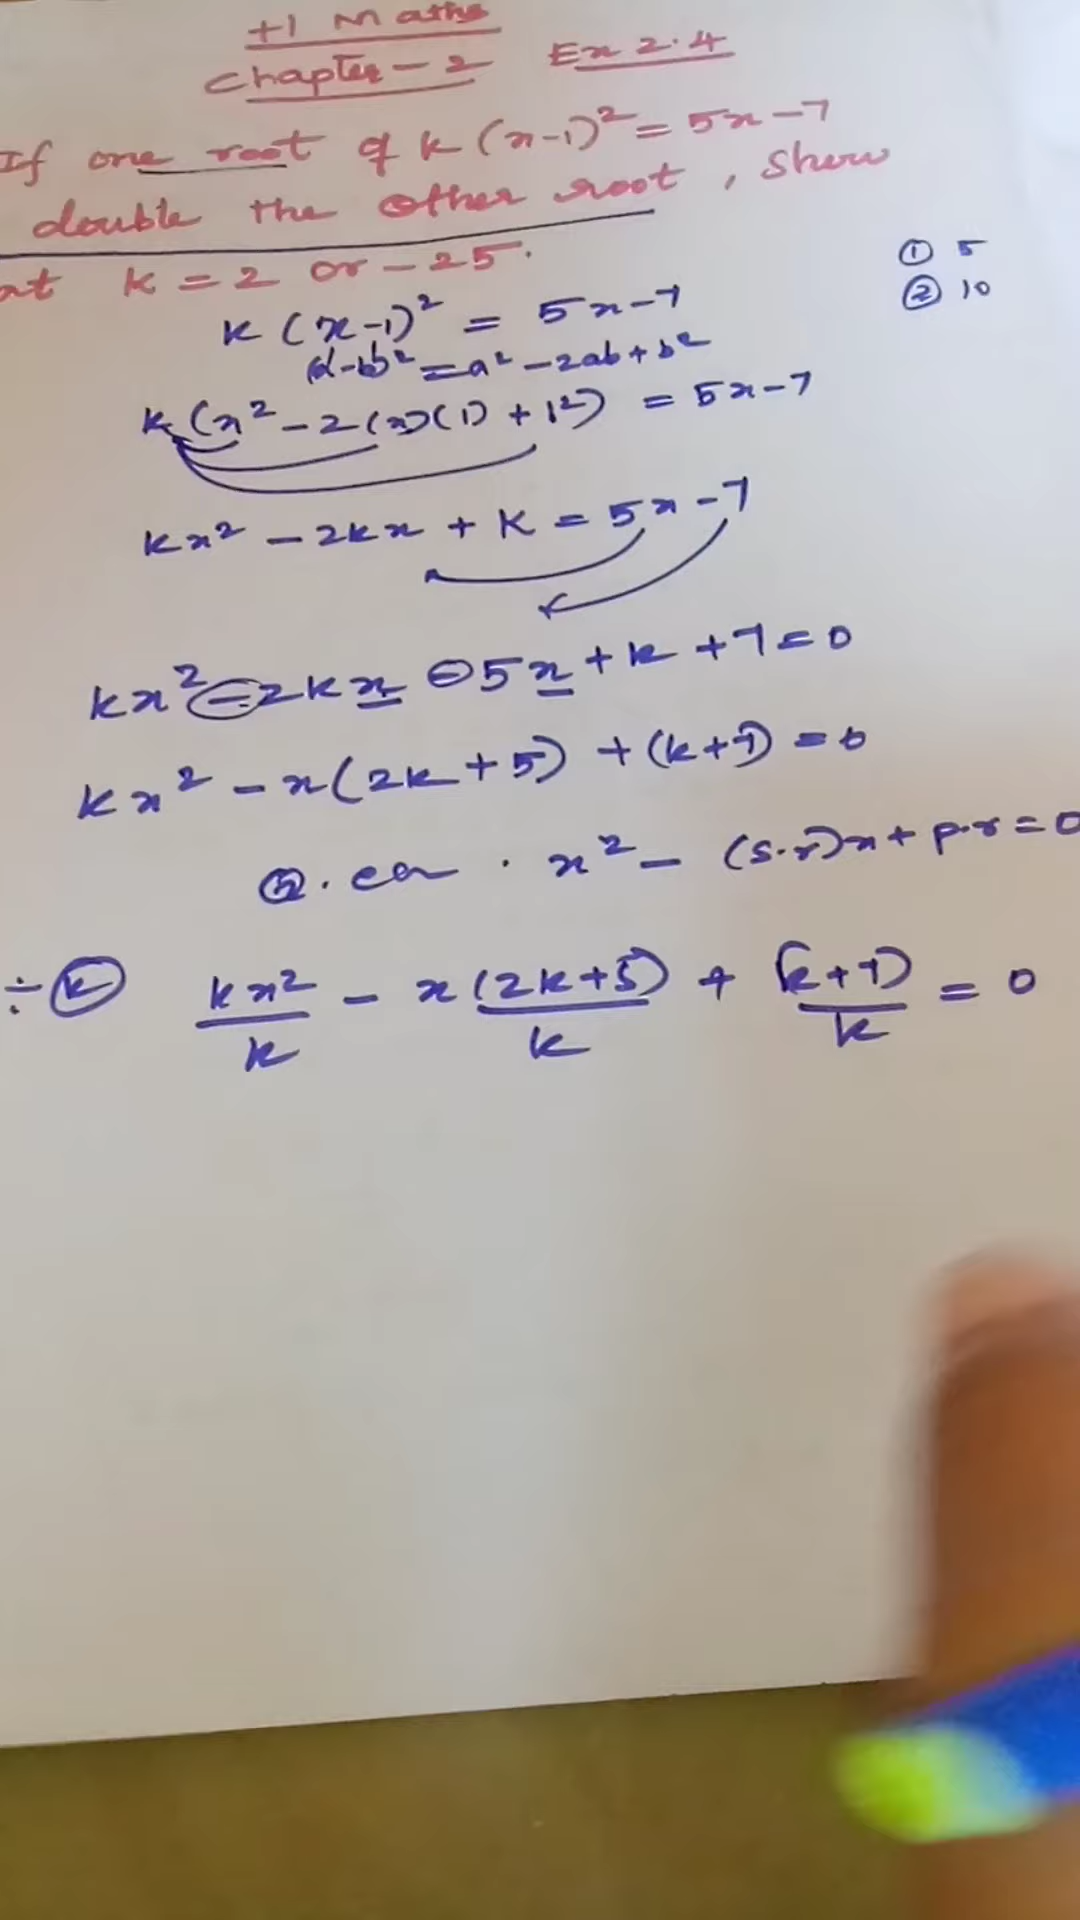 +1 Maths
Chapter - 2 Ex 2.4
If one root of k(x-1)² = 5x-7
double the other root, show
at k = 2 or -25.
① 5
② 10
k(x-1)² = 5x-7
(a-b)² = a² - 2ab + b²
k(x² - 2(x)(1) + 1²) = 5x-7
kx² - 2kx + k = 5x - 7
kx² - 2kx - 5x + k + 7 = 0
kx² - x(2k+5) + (k+7) = 0
x² - (s.r)x + p.r = 0
÷ k kx²/k - x(2k+5)/k + (k+7)/k = 0